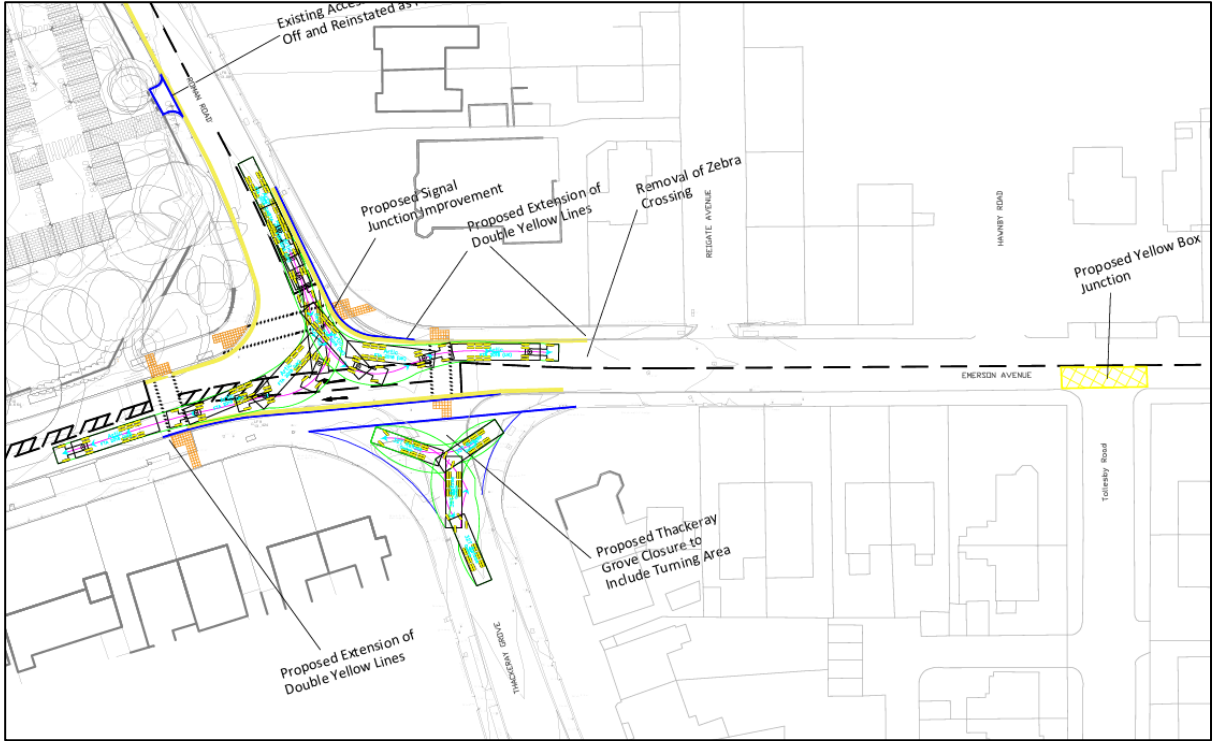 Existing Acces
Off and Reinstated as
ROMAN ROAD
Proposed Signal
Junction Improvement
Proposed Extension of
Double Yellow Lines
Removal of Zebra
Crossing
REIGATE AVENUE
HAWNBY ROAD
Proposed Yellow Box
Junction
EMERSON AVENUE
Tollesby Road
Proposed Thackeray
Grove Closure to
Include Turning Area
THACKERAY GROVE
Proposed Extension of
Double Yellow Lines